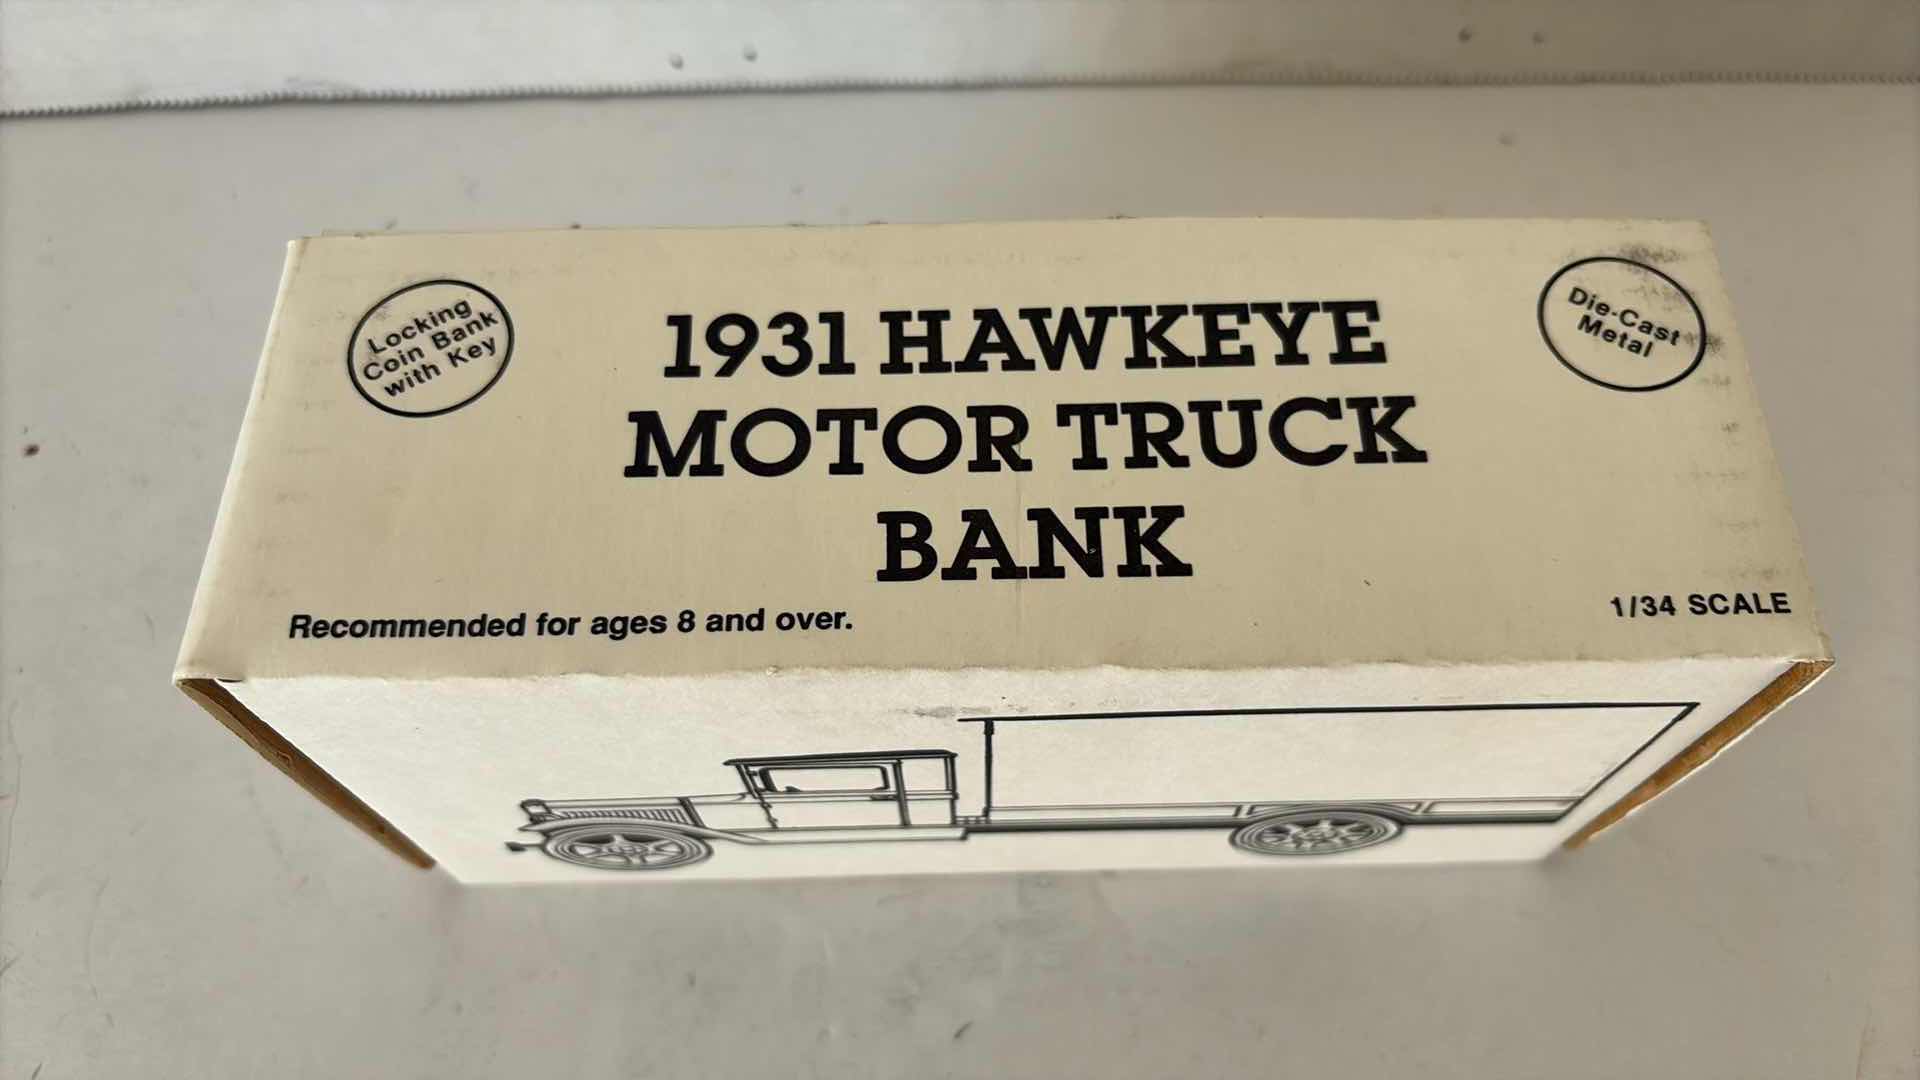 Locking
Coin Bank
with Key
1931 HAWKEYE
MOTOR TRUCK
BANK
Die-Cast
Metal
Recommended for ages 8 and over.
1/34 SCALE